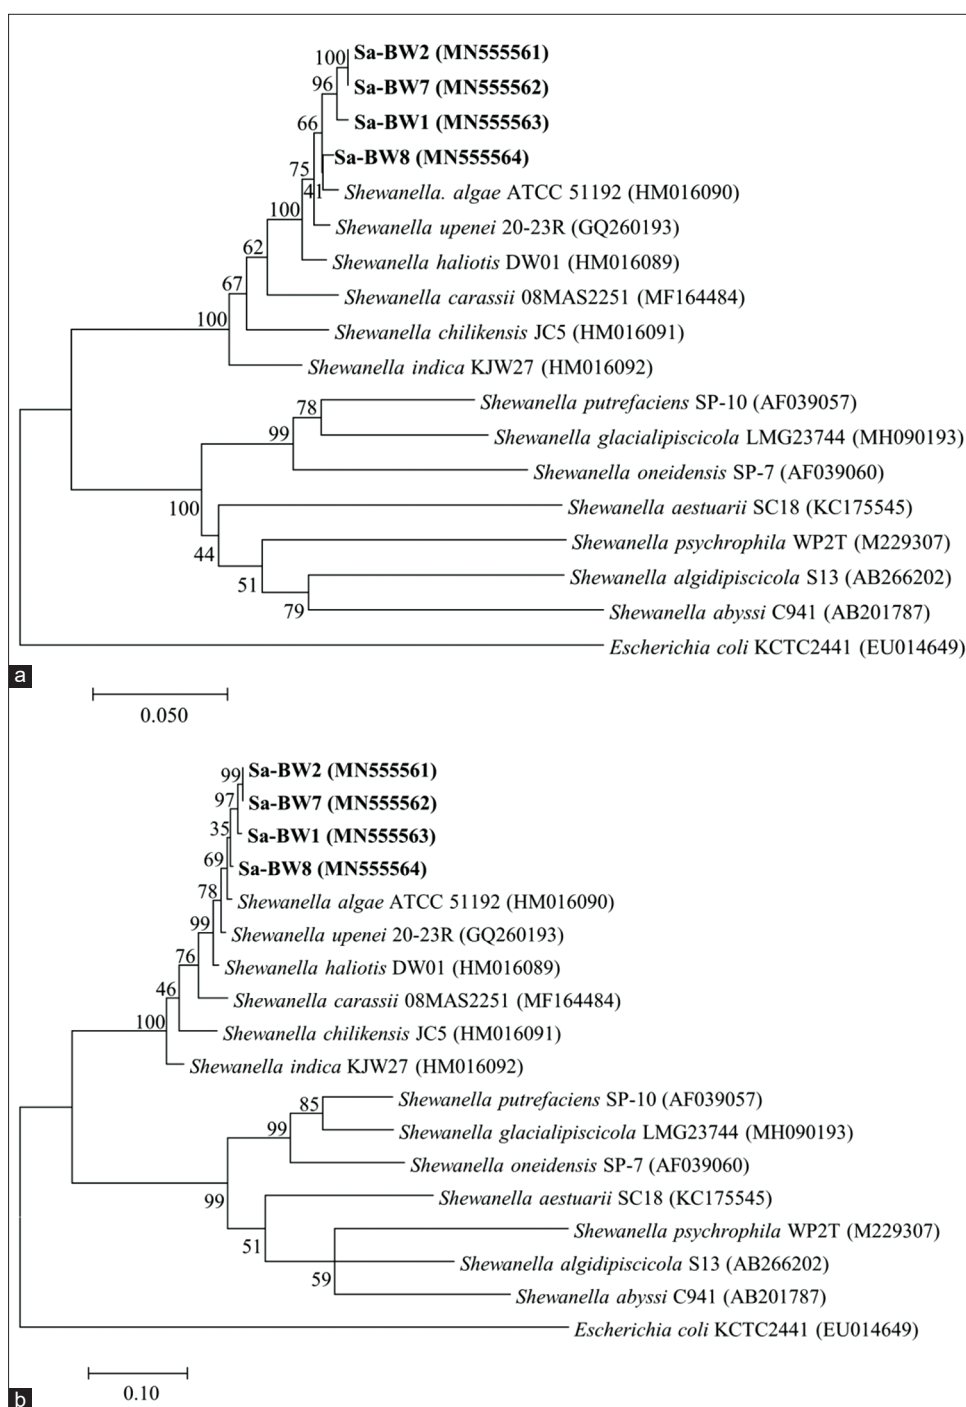 100 Sa-BW2 (MN555561)
96 Sa-BW7 (MN555562)
Sa-BW1 (MN555563)
66
Sa-BW8 (MN555564)
75
41 Shewanella. algae ATCC 51192 (HM016090)
100
Shewanella upenei 20-23R (GQ260193)
62
Shewanella haliotis DW01 (HM016089)
67
Shewanella carassii 08MAS2251 (MF164484)
100
Shewanella chilikensis JC5 (HM016091)
Shewanella indica KJW27 (HM016092)
78 Shewanella putrefaciens SP-10 (AF039057)
99 Shewanella glacialipiscicola LMG23744 (MH090193)
Shewanella oneidensis SP-7 (AF039060)
100 Shewanella aestuarii SC18 (KC175545)
44 Shewanella psychrophila WP2T (M229307)
51 Shewanella algidipiscicola S13 (AB266202)
79 Shewanella abyssi C941 (AB201787)
Escherichia coli KCTC2441 (EU014649)
a
0.050
99 Sa-BW2 (MN555561)
97 Sa-BW7 (MN555562)
35 Sa-BW1 (MN555563)
69 Sa-BW8 (MN555564)
78 Shewanella algae ATCC 51192 (HM016090)
99 Shewanella upenei 20-23R (GQ260193)
76 Shewanella haliotis DW01 (HM016089)
46 Shewanella carassii 08MAS2251 (MF164484)
100 Shewanella chilikensis JC5 (HM016091)
Shewanella indica KJW27 (HM016092)
85 Shewanella putrefaciens SP-10 (AF039057)
99 Shewanella glacialipiscicola LMG23744 (MH090193)
Shewanella oneidensis SP-7 (AF039060)
99 Shewanella aestuarii SC18 (KC175545)
Shewanella psychrophila WP2T (M229307)
51
Shewanella algidipiscicola S13 (AB266202)
59
Shewanella abyssi C941 (AB201787)
Escherichia coli KCTC2441 (EU014649)
0.10
b